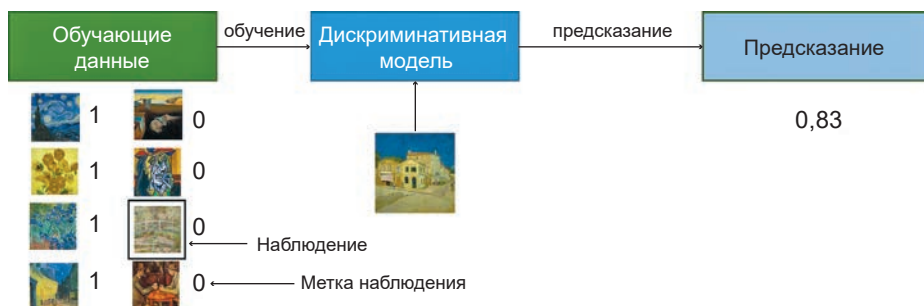 Обучающие
данные
обучение
Дискриминативная
модель
предсказание
Предсказание
1
0
0,83
1
0
1
0
Наблюдение
1
0
Метка наблюдения